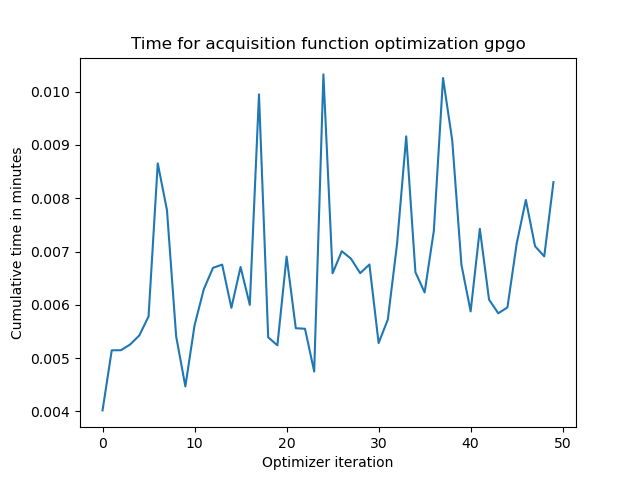 Time for acquisition function optimization gpgo
0.010
0.009
0.008
0.007
0.006
0.005
0.004
Cumulative time in minutes
0 10 20 30 40 50
Optimizer iteration